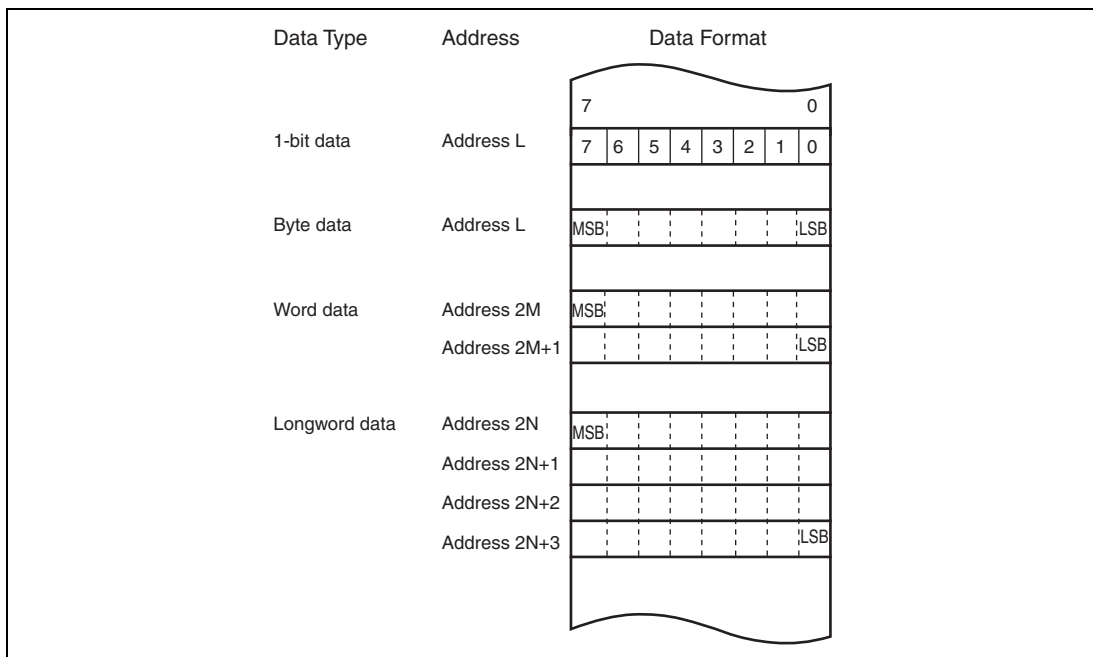 Data Type Address Data Format
7 0
1-bit data Address L 7 6 5 4 3 2 1 0
Byte data Address L MSB LSB
Word data Address 2M MSB
Address 2M+1 LSB
Longword data Address 2N MSB
Address 2N+1
Address 2N+2
Address 2N+3 LSB